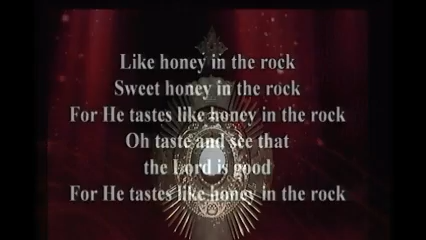 Like honey in the rock
Sweet honey in the rock
For He tastes like honey in the rock
Oh taste and see that
the Lord is good
For He tastes like honey in the rock